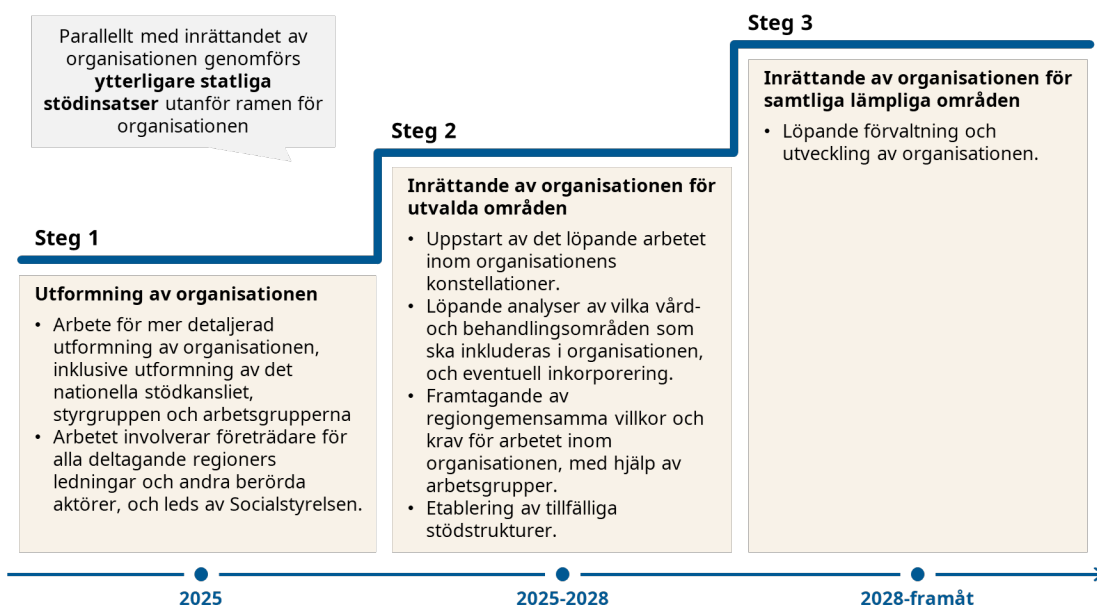 Parallellt med inrättandet av
organisationen genomförs
ytterligare statliga
stödinsatser utanför ramen för
organisationen
Steg 1
Utformning av organisationen
• Arbete för mer detaljerad
utformning av organisationen,
inklusive utformning av det
nationella stödkansliet,
styrgruppen och arbetsgrupperna
• Arbetet involverar företrädare för
alla deltagande regioners
ledningar och andra berörda
aktörer, och leds av Socialstyrelsen.
Steg 2
Inrättande av organisationen för
utvalda områden
• Uppstart av det löpande arbetet
inom organisationens
konstellationer.
• Löpande analyser av vilka vård-
och behandlingsområden som
ska inkluderas i organisationen,
och eventuell inkorporering.
• Framtagande av
regiongemensamma villkor och
krav för arbetet inom
organisationen, med hjälp av
arbetsgrupper.
• Etablering av tillfälliga
stödstrukturer.
Steg 3
Inrättande av organisationen för
samtliga lämpliga områden
• Löpande förvaltning och
utveckling av organisationen.
2025
2025-2028
2028-framåt